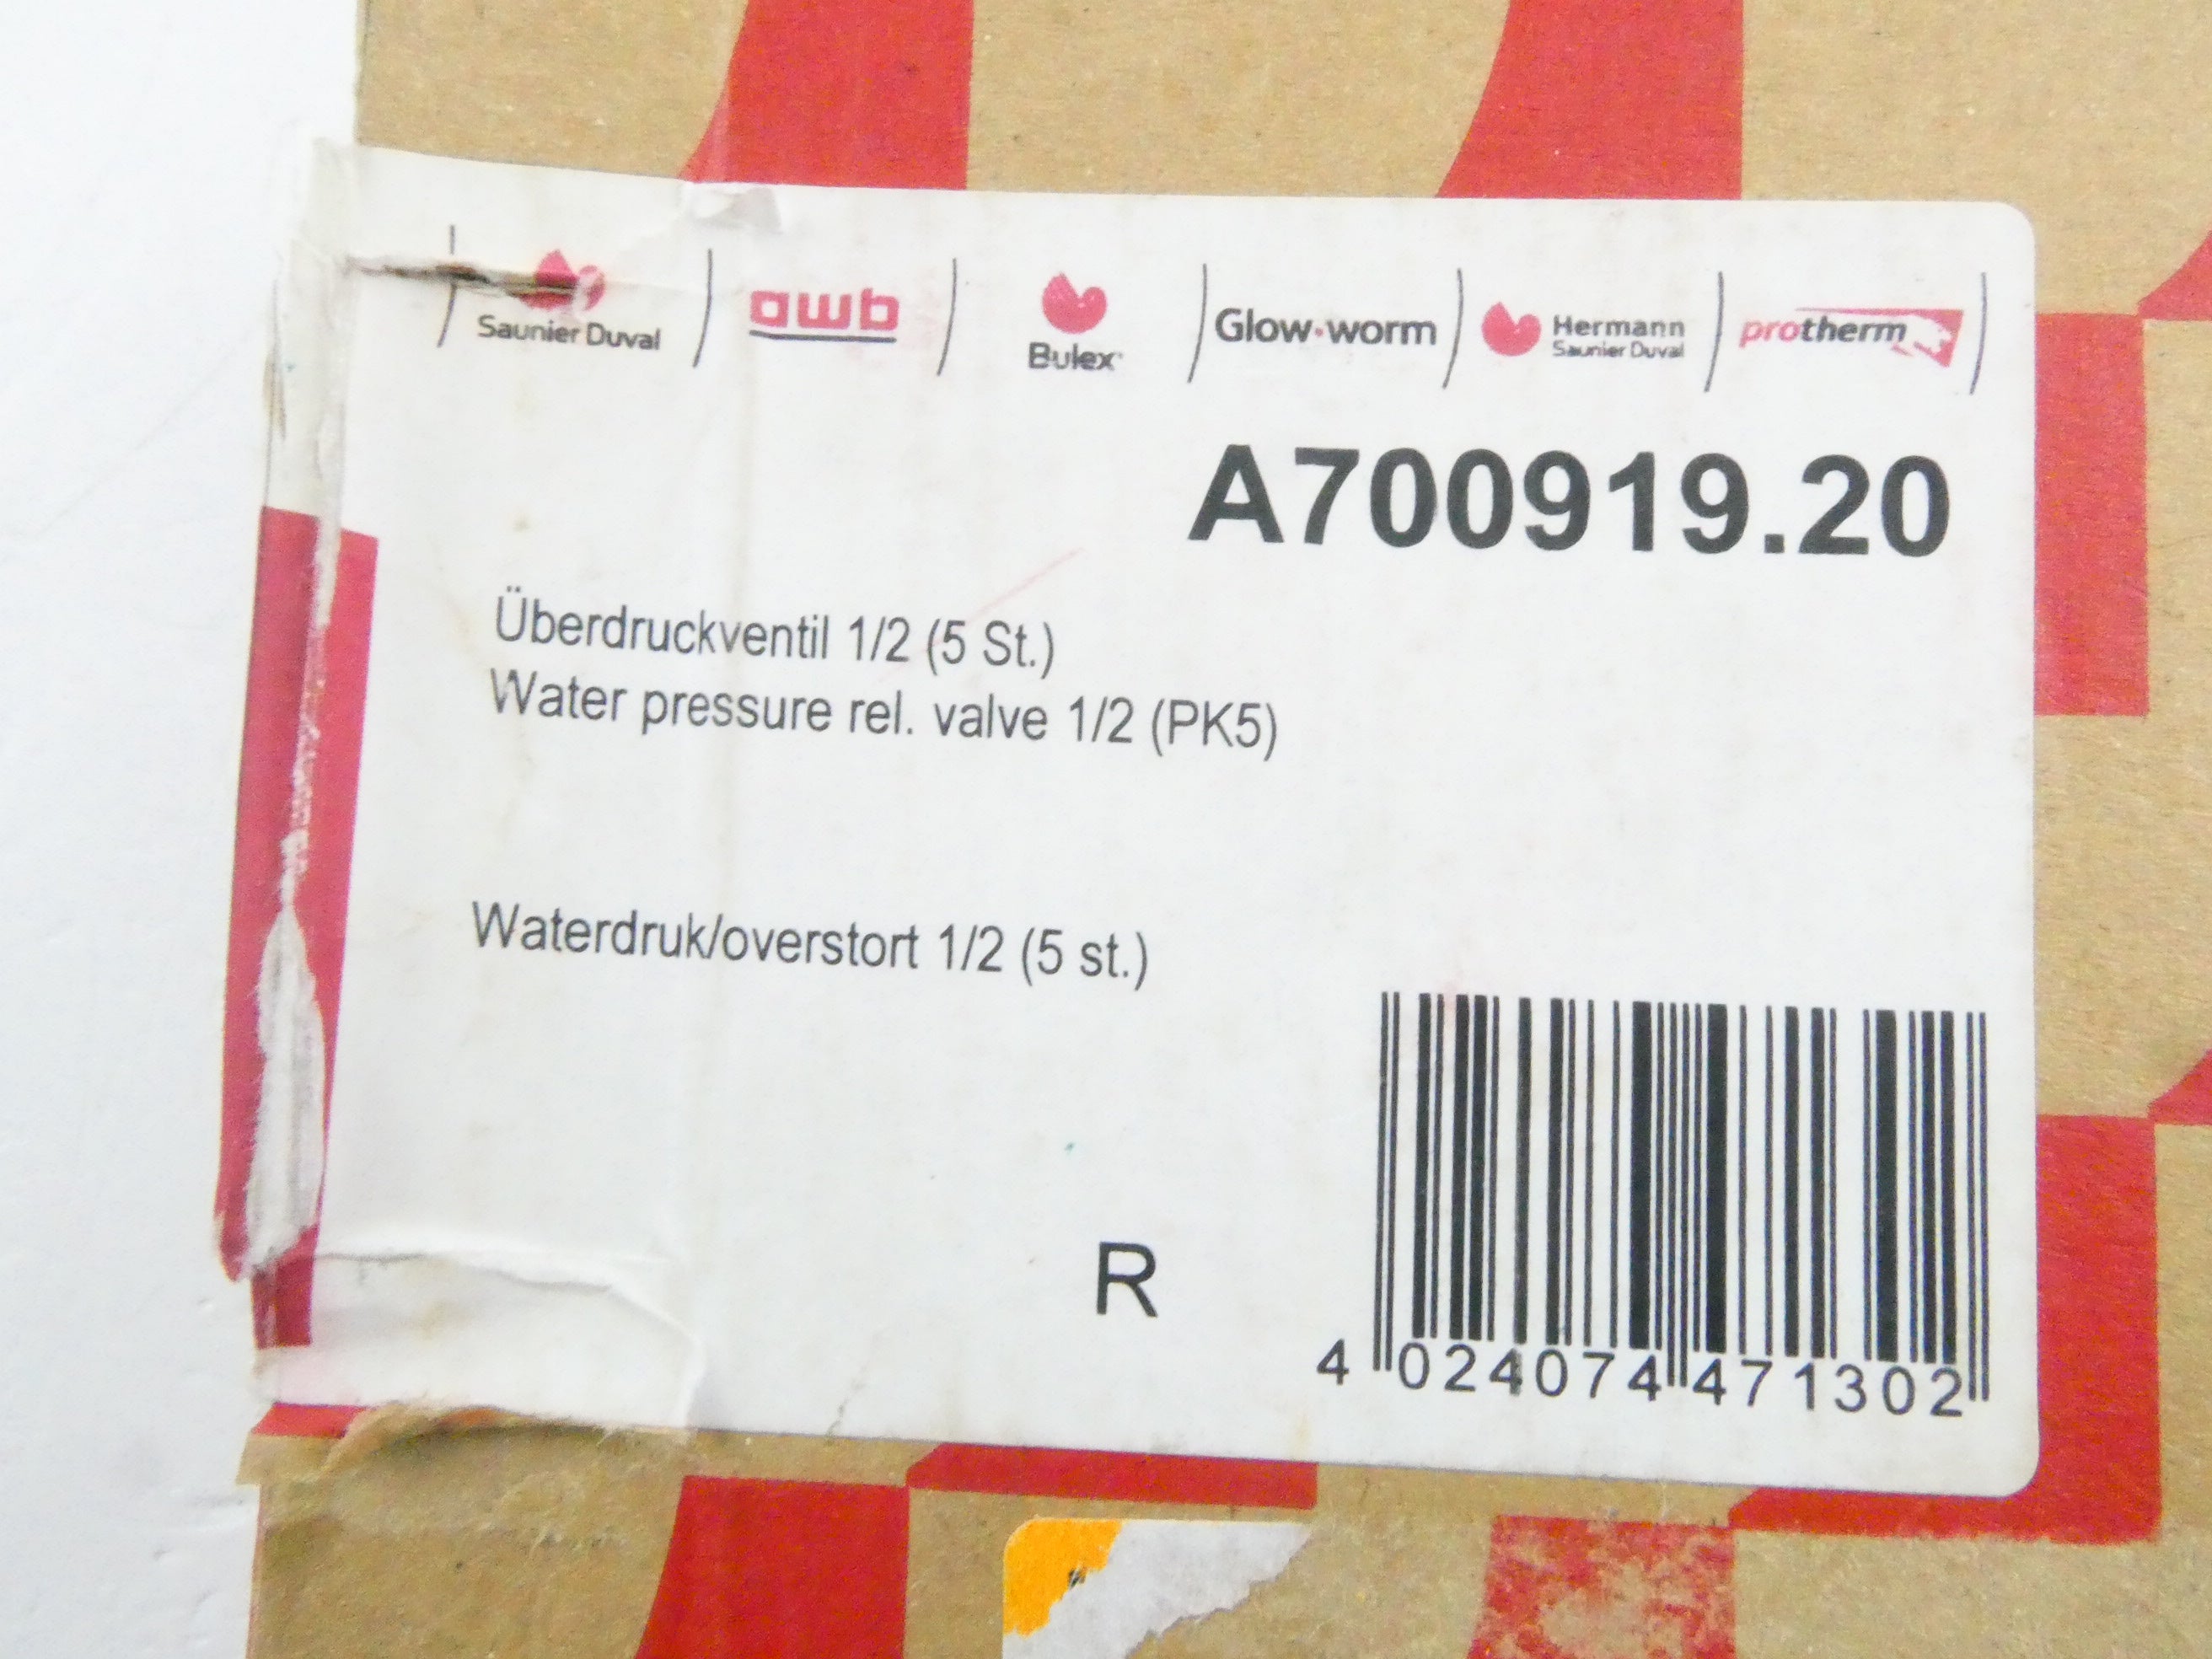 Saunier Duval awb Bulex Glow-worm Hermann Saunier Duval protherm
A700919.20
Überdruckventil 1/2 (5 St.)
Water pressure rel. valve 1/2 (PK5)
Waterdruk/overstort 1/2 (5 st.)
R
4 024074 471302